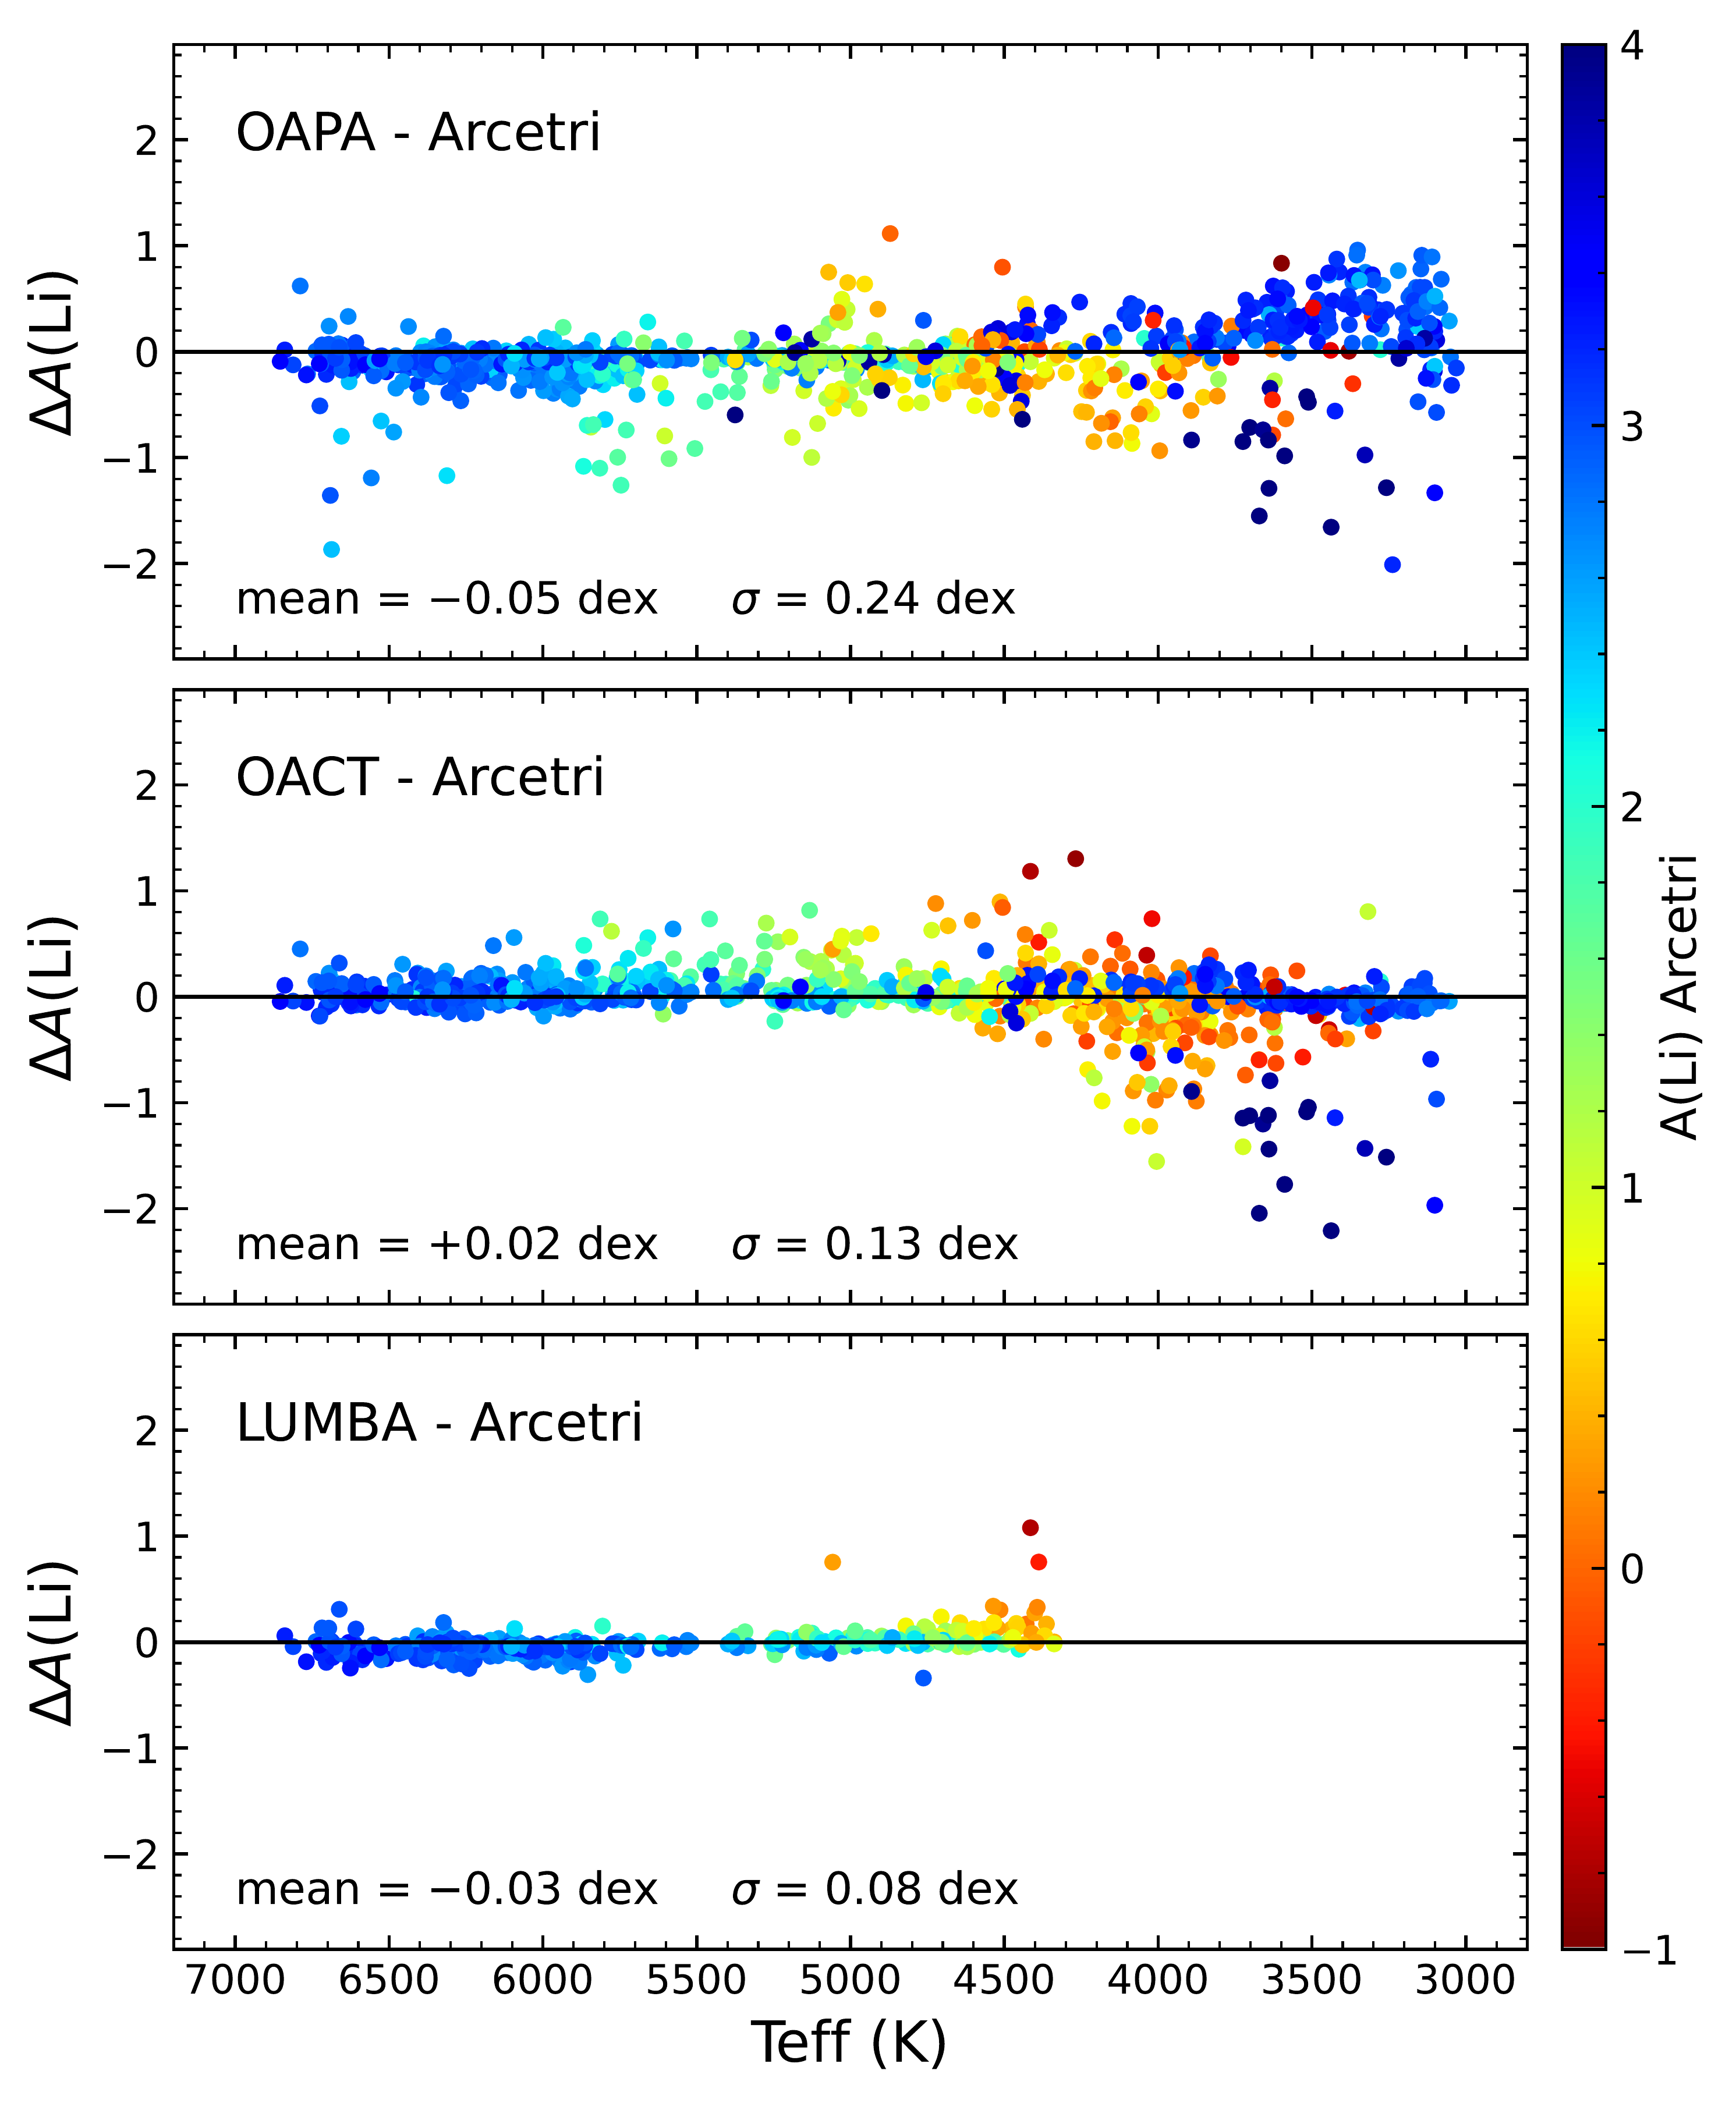 OAPA - Arcetri
2
1
0
−1
−2
ΔA(Li)
mean = −0.05 dex σ = 0.24 dex
OACT - Arcetri
2
1
0
−1
−2
ΔA(Li)
mean = +0.02 dex σ = 0.13 dex
LUMBA - Arcetri
2
1
0
−1
−2
ΔA(Li)
mean = −0.03 dex σ = 0.08 dex
7000 6500 6000 5500 5000 4500 4000 3500 3000
Teff (K)
4
3
2
1
0
−1
A(Li) Arcetri